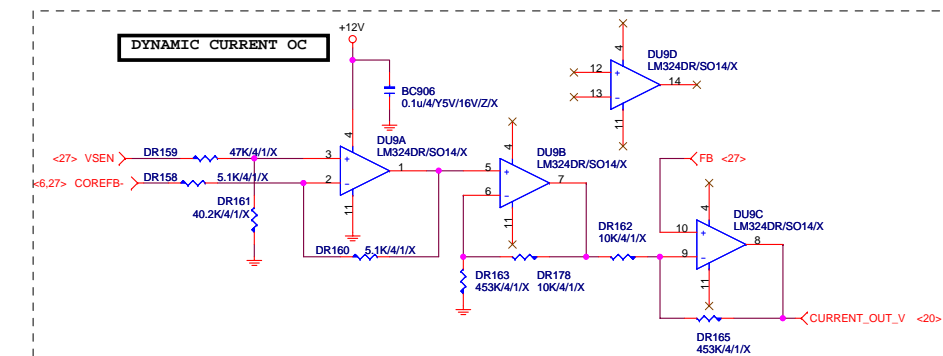 DYNAMIC CURRENT OC
+12V
BC906
0.1u/4/Y5V/16V/Z/X
4
DU9D
LM324DR/SO14/X
12
+
14
13
-
11
4
DU9A
LM324DR/SO14/X
<27> VSEN
DR159
47K/4/1/X
3
+
1
<6,27> COREFB-
DR158
5.1K/4/1/X
2
-
11
DR161
40.2K/4/1/X
DR160
5.1K/4/1/X
4
DU9B
LM324DR/SO14/X
5
+
7
6
-
11
DR163
453K/4/1/X
DR178
10K/4/1/X
DR162
10K/4/1/X
FB <27>
4
DU9C
LM324DR/SO14/X
10
+
8
9
-
11
DR165
453K/4/1/X
CURRENT_OUT_V <20>